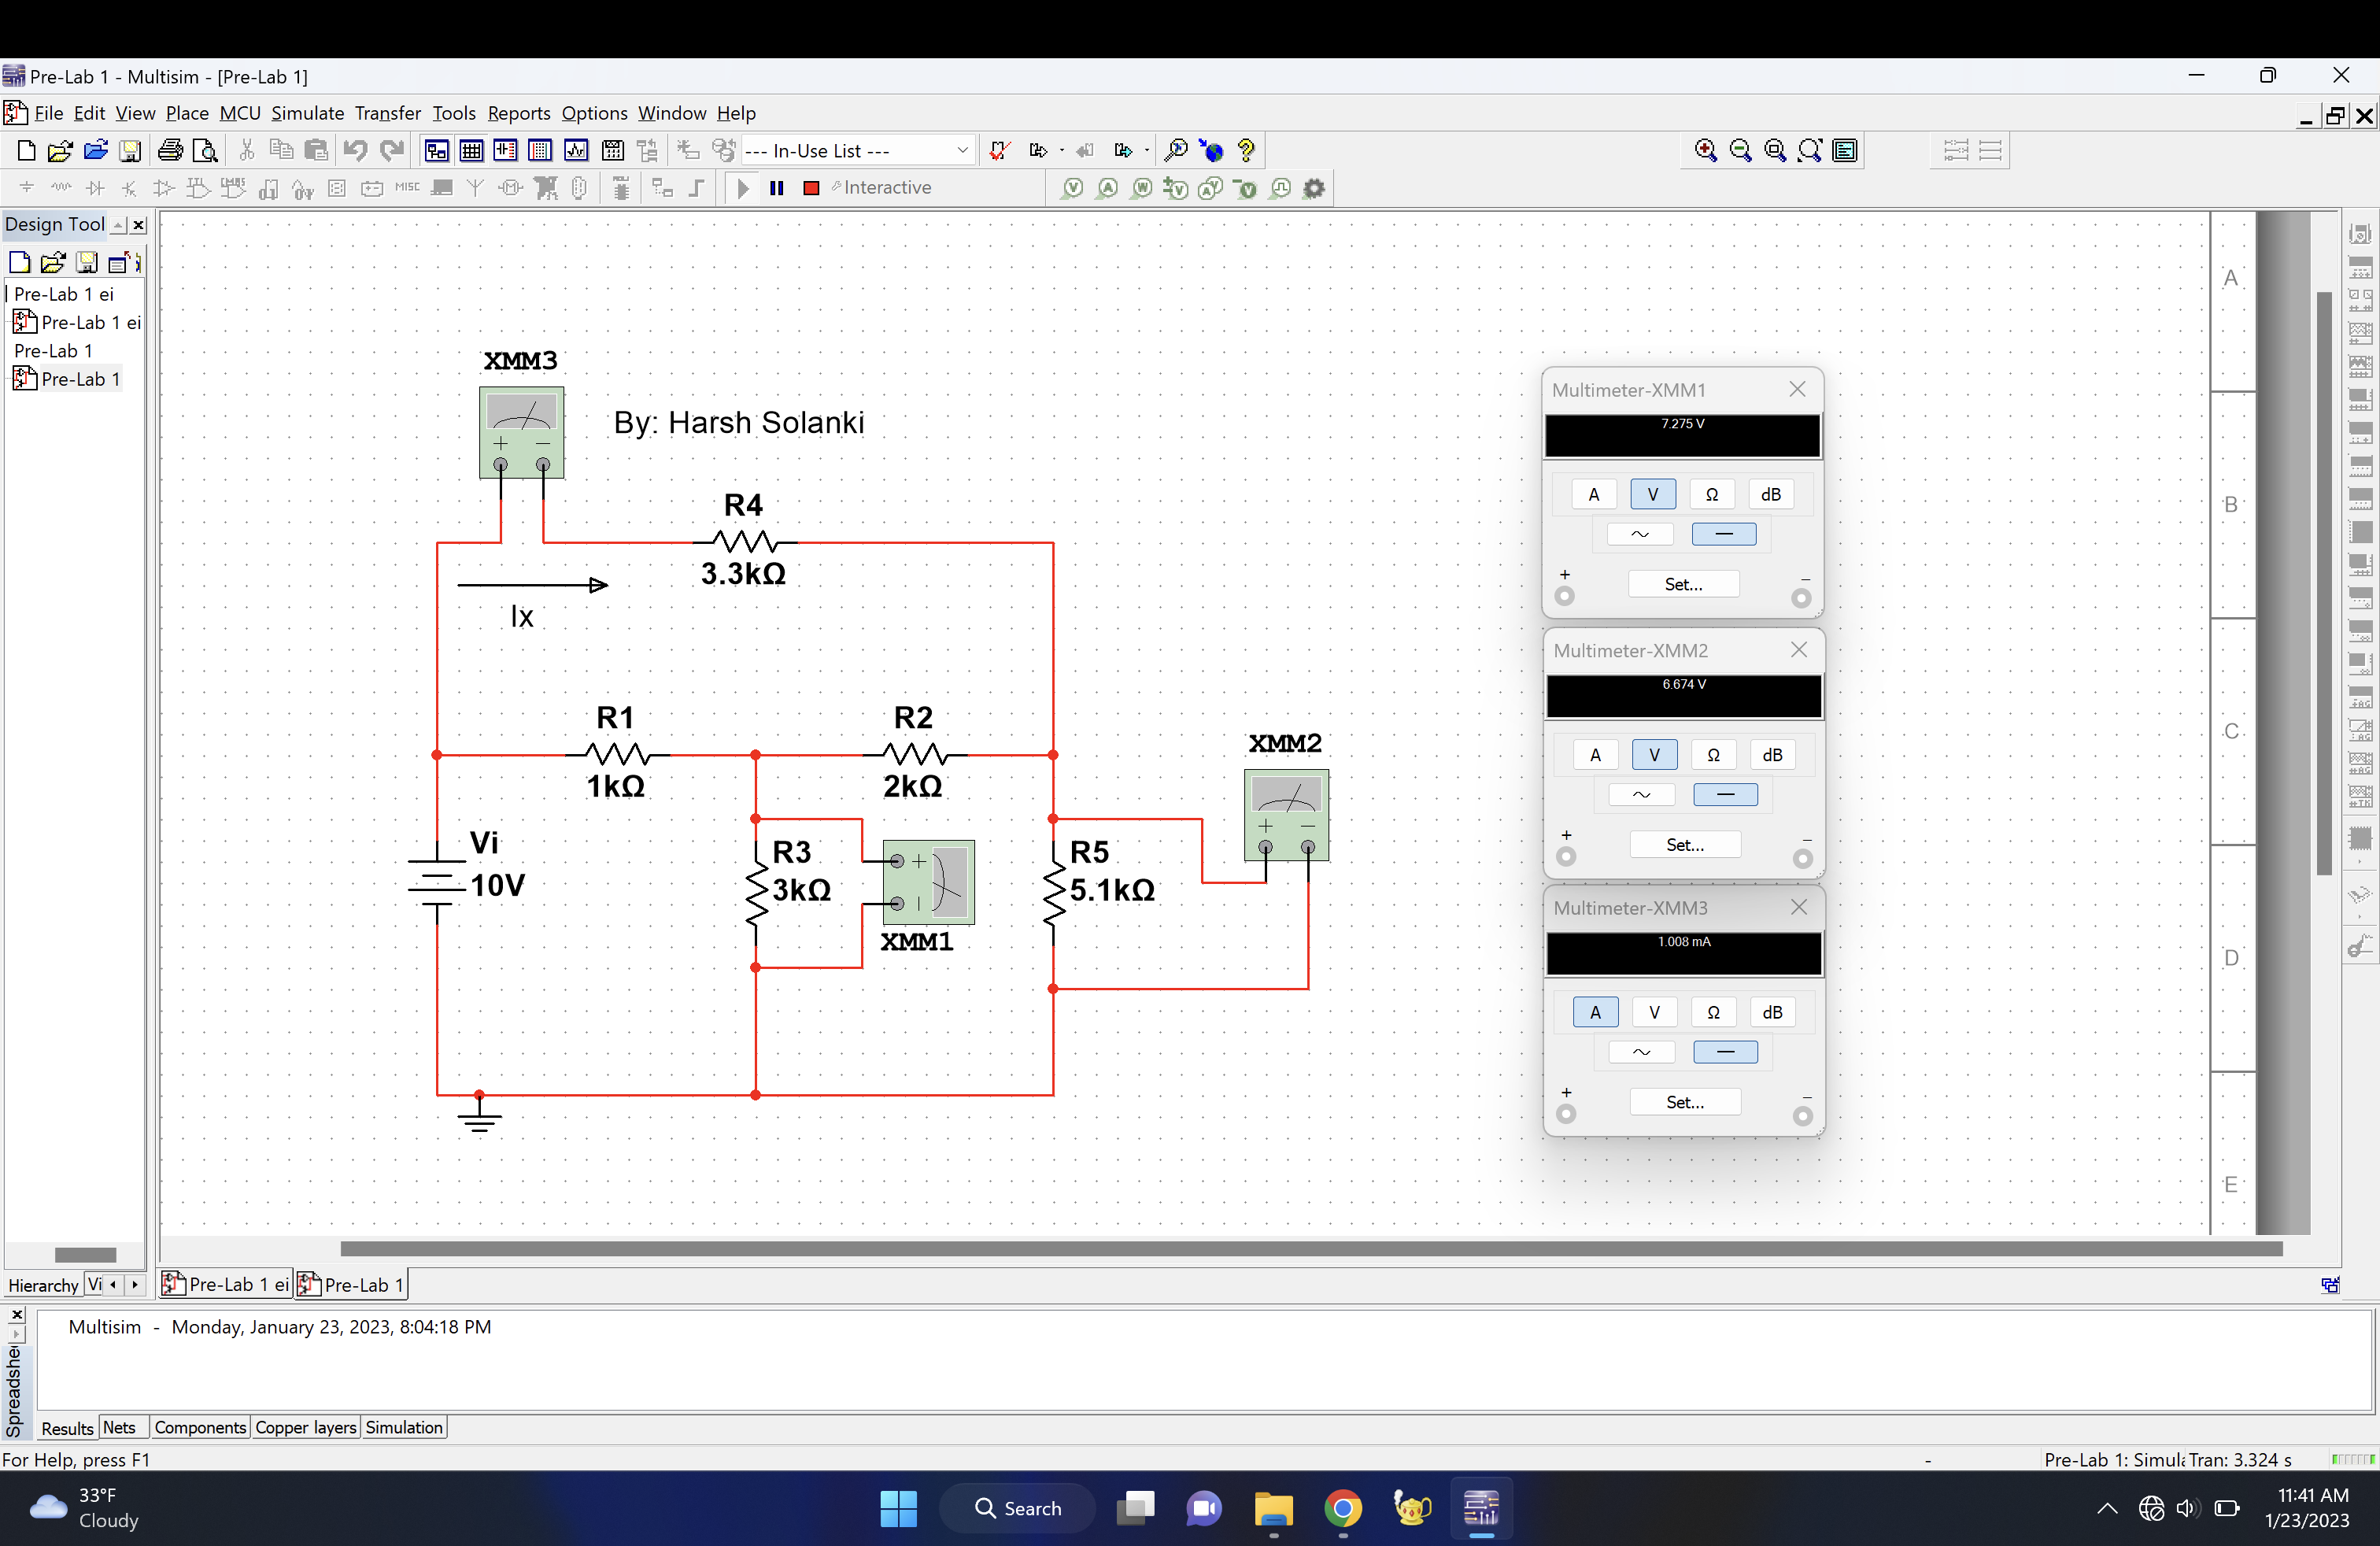 Pre-Lab 1 - Multisim - [Pre-Lab 1]
File Edit View Place MCU Simulate Transfer Tools Reports Options Window Help
--- In-Use List ---
MISC Interactive
Design Tool
Pre-Lab 1 ei
Pre-Lab 1 ei
Pre-Lab 1
Pre-Lab 1
XMM3
By: Harsh Solanki
+ −
R4
3.3kΩ
Ix
R1
1kΩ
R2
2kΩ
XMM2
+ −
Vi
10V
R3
3kΩ
+
XMM1
R5
5.1kΩ
Multimeter-XMM1
7.275 V
A V Ω dB
~ —
+ Set... −
Multimeter-XMM2
6.674 V
A V Ω dB
~ —
+ Set... −
Multimeter-XMM3
1.008 mA
A V Ω dB
~ —
+ Set... −
A
B
C
D
E
Hierarchy Vi
Pre-Lab 1 ei Pre-Lab 1
Multisim - Monday, January 23, 2023, 8:04:18 PM
Spreadshe
Results Nets Components Copper layers Simulation
For Help, press F1
- Pre-Lab 1: Simula Tran: 3.324 s
33°F
Cloudy
Search
11:41 AM
1/23/2023